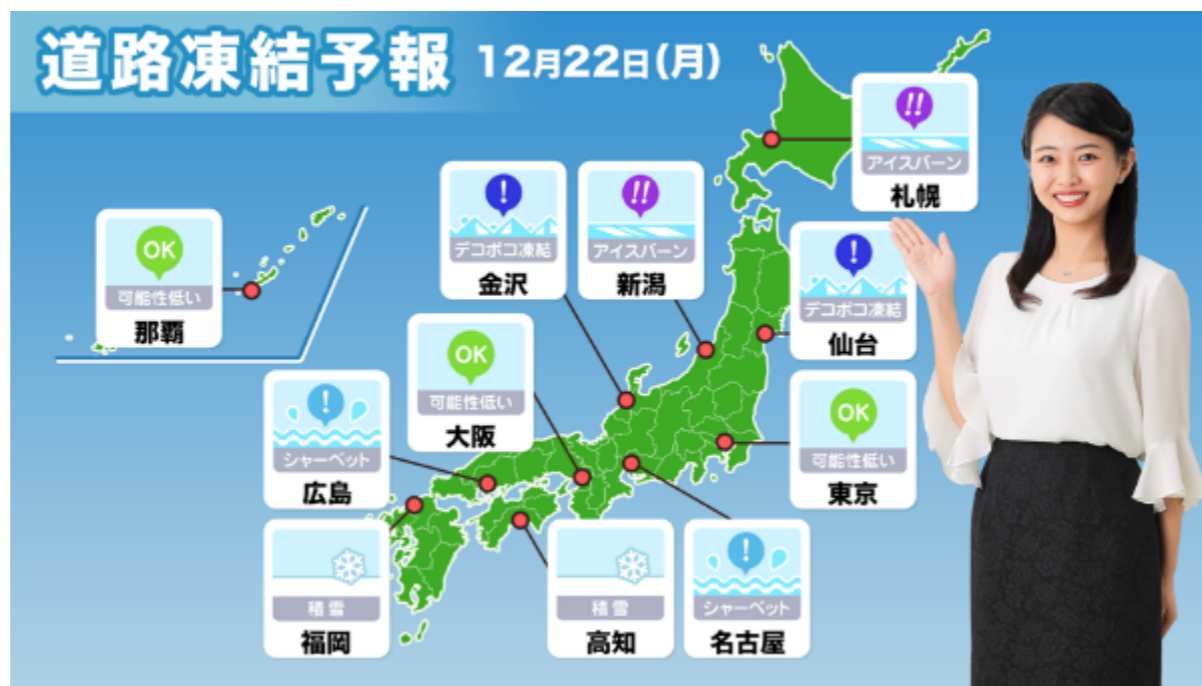 道路凍結予報 12月22日(月)
!!
アイスバーン
札幌
!
デコボコ凍結
金沢
!!
アイスバーン
新潟
OK
可能性低い
那覇
!
デコボコ凍結
仙台
OK
可能性低い
大阪
!
シャーベット
広島
OK
可能性低い
東京
積雪
福岡
積雪
高知
!
シャーベット
名古屋